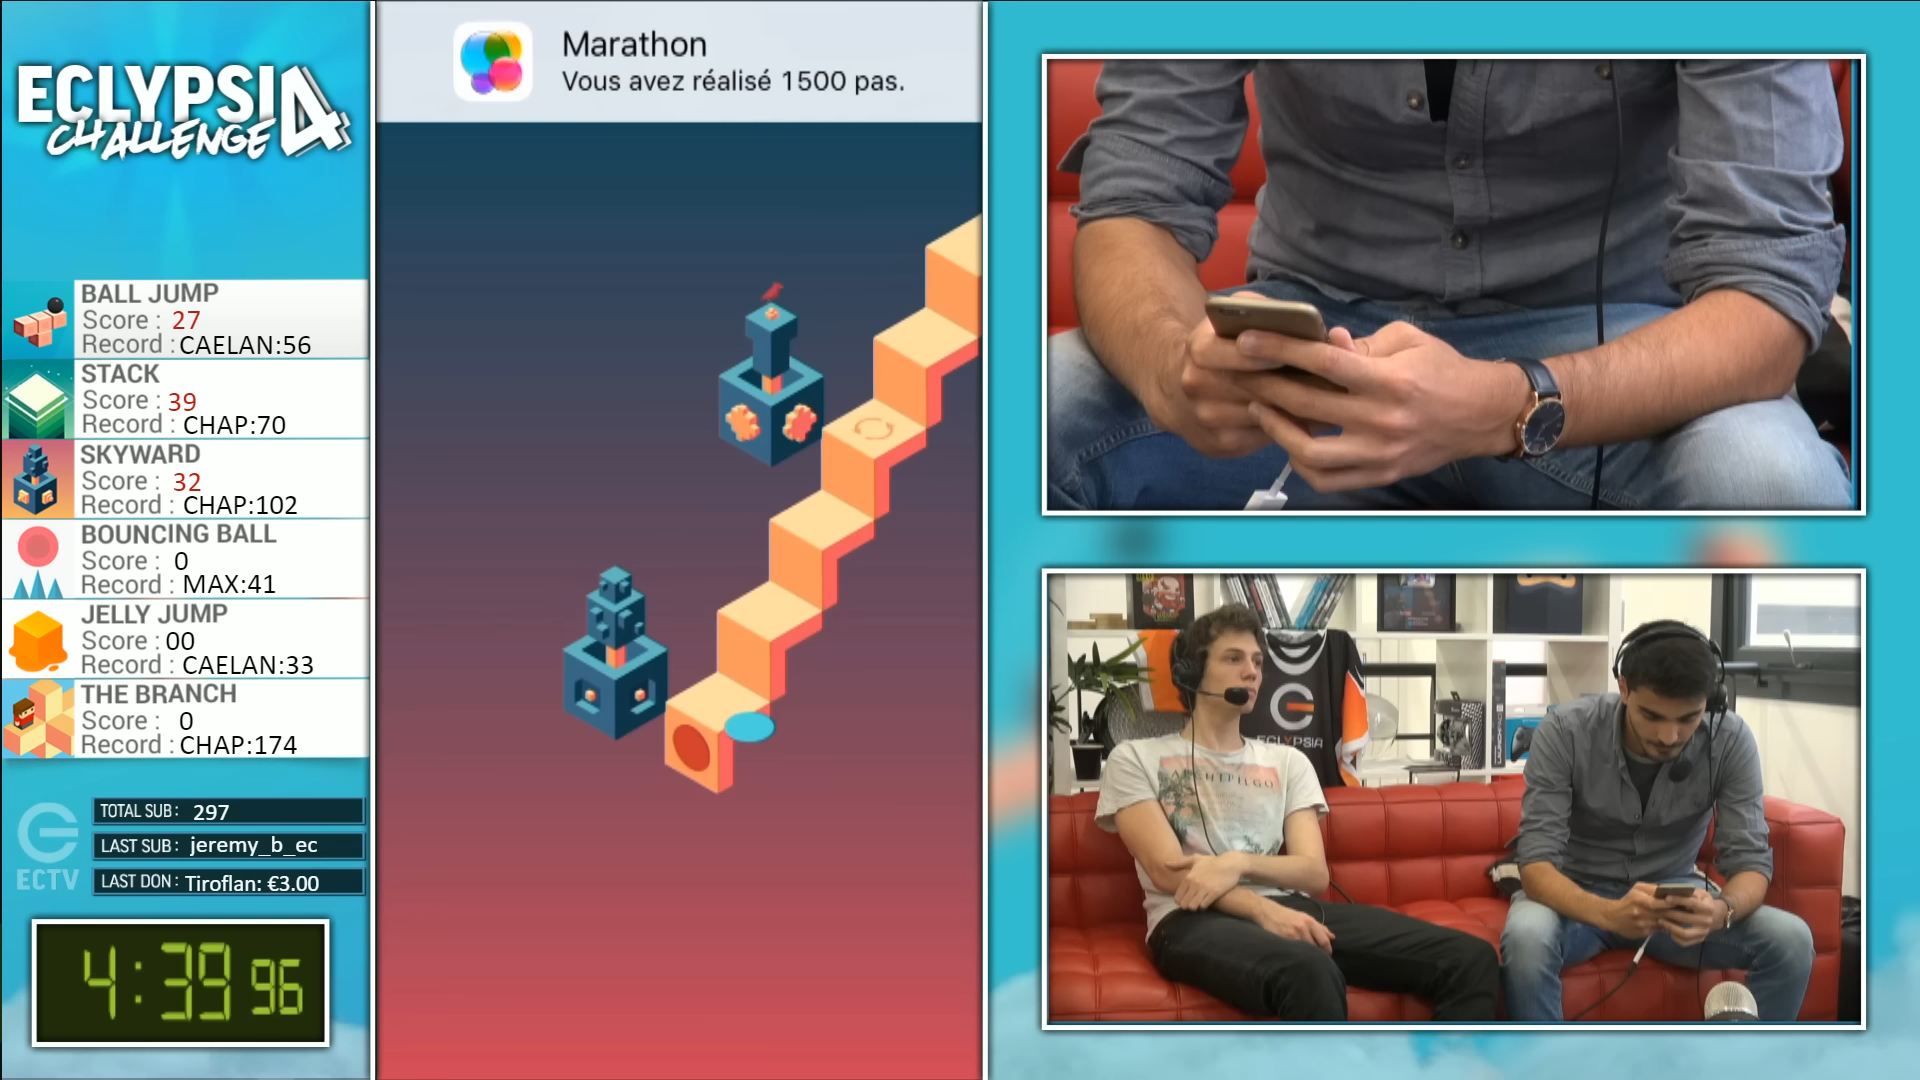 ECLYPSIA
CHALLENGE 4
Marathon
Vous avez réalisé 1500 pas.
BALL JUMP
Score : 27
Record : CAELAN:56
STACK
Score : 39
Record : CHAP:70
SKYWARD
Score : 32
Record : CHAP:102
BOUNCING BALL
Score : 0
Record : MAX:41
JELLY JUMP
Score : 00
Record : CAELAN:33
THE BRANCH
Score : 0
Record : CHAP:174
TOTAL SUB : 297
LAST SUB : jeremy_b_ec
LAST DON : Tiroflan: €3.00
ECTV
4:39 96
ECLYPSIA